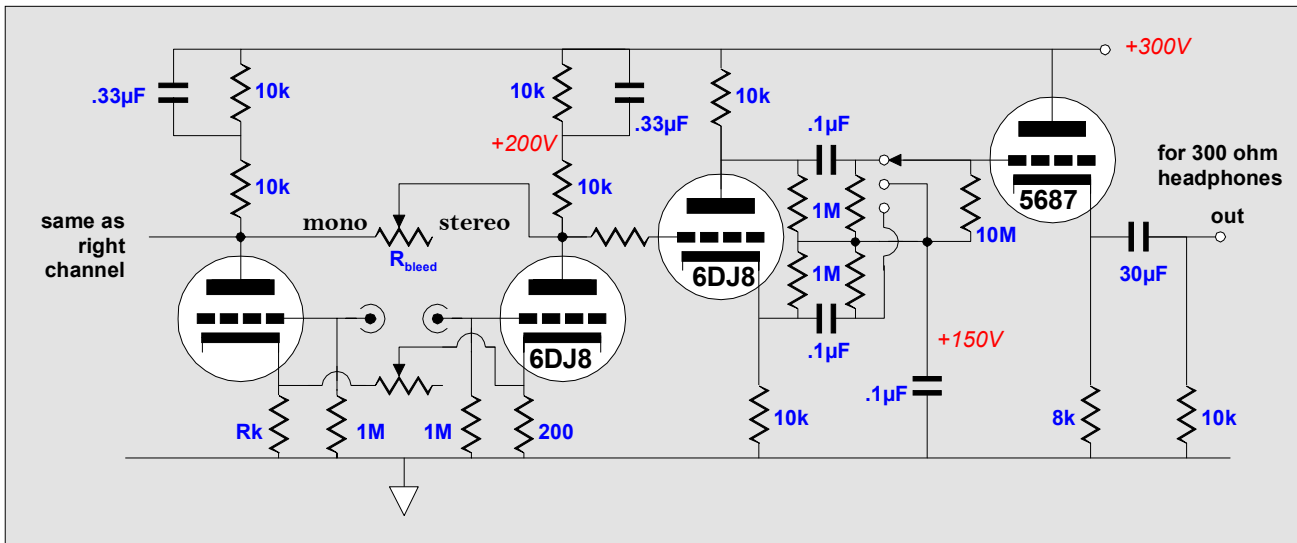 +300V
.33µF
10k
10k
.33µF
10k
.1µF
+200V
10k
10k
for 300 ohm
headphones
5687
same as
right
channel
mono
stereo
Rbleed
1M
10M
out
6DJ8
1M
30µF
6DJ8
.1µF
+150V
.1µF
Rk
1M
1M
200
10k
8k
10k